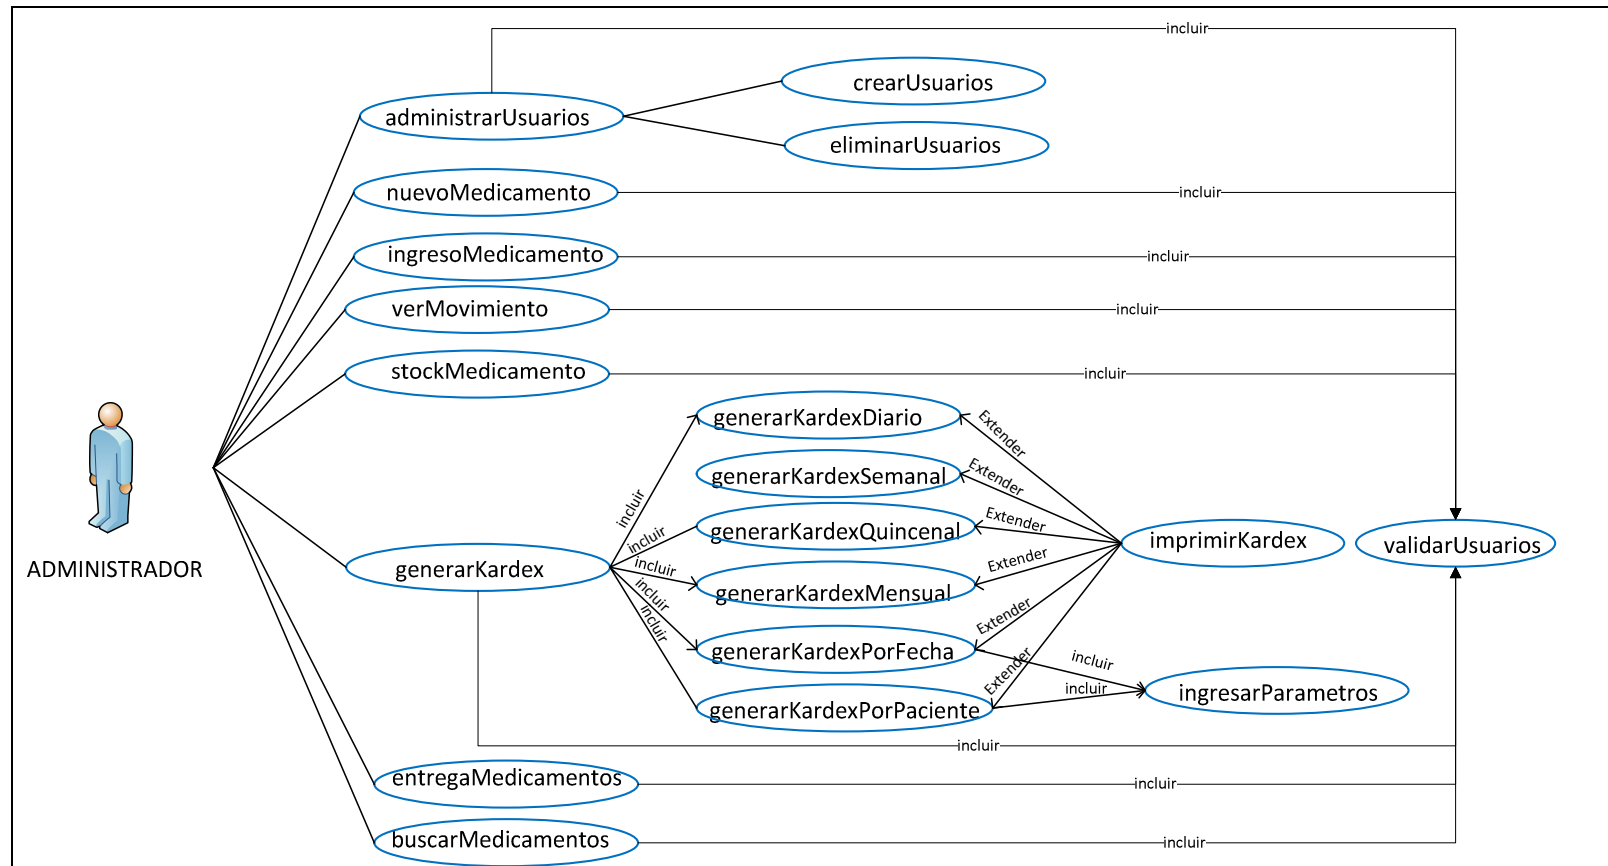 incluir
crearUsuarios
administrarUsuarios
eliminarUsuarios
nuevoMedicamento
incluir
ingresoMedicamento
incluir
verMovimiento
incluir
stockMedicamento
incluir
generarKardexDiario
Extender
generarKardexSemanal
Extender
incluir
generarKardexQuincenal
Extender
incluir
imprimirKardex
validarUsuarios
ADMINISTRADOR
generarKardex
incluir
generarKardexMensual
Extender
incluir
incluir
generarKardexPorFecha
Extender
incluir
Extender
incluir
ingresarParametros
generarKardexPorPaciente
incluir
entregaMedicamentos
incluir
buscarMedicamentos
incluir